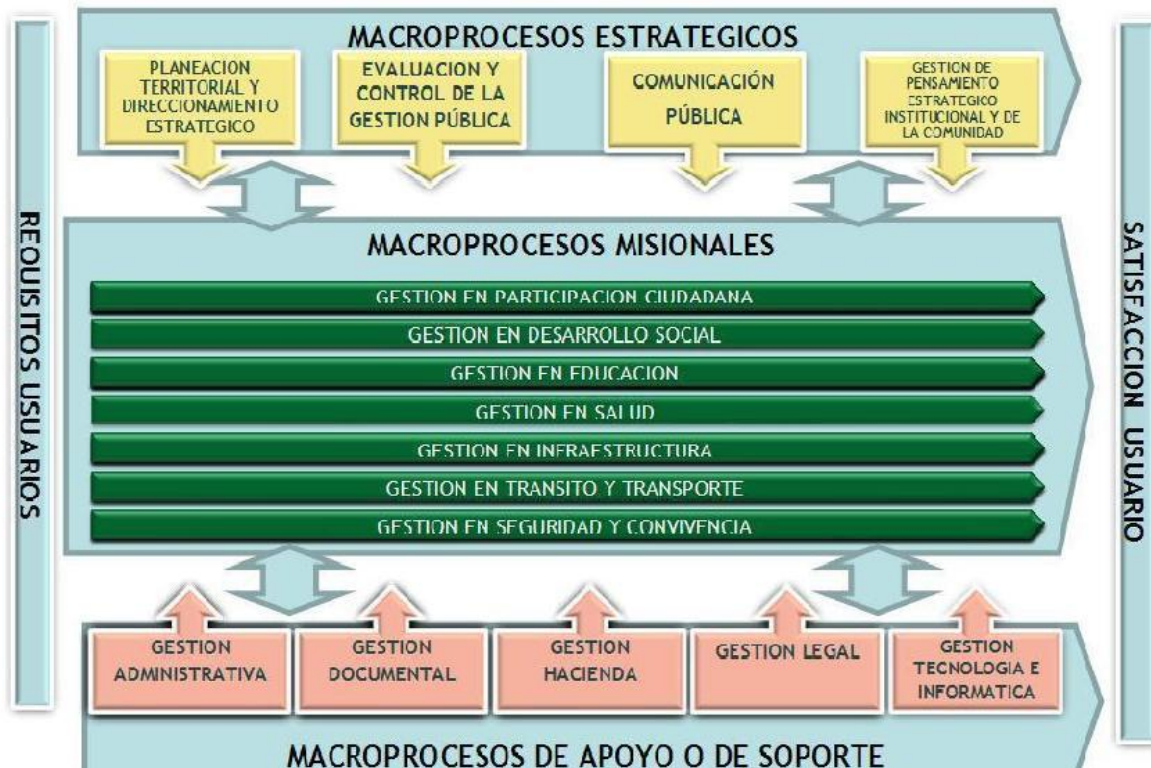 MACROPROCESOS ESTRATEGICOS
PLANEACION
TERRITORIAL Y
DIRECCIONAMIENTO
ESTRATEGICO
EVALUACION Y
CONTROL DE LA
GESTION PÚBLICA
COMUNICACIÓN
PÚBLICA
GESTION DE
PENSAMIENTO
ESTRATEGICO
INSTITUCIONAL Y DE
LA COMUNIDAD
REQUISITOS USUARIOS
MACROPROCESOS MISIONALES
GESTION EN PARTICIPACION CIUDADANA
GESTION EN DESARROLLO SOCIAL
GESTION EN EDUCACION
GESTION EN SALUD
GESTION EN INFRAESTRUCTURA
GESTION EN TRANSITO Y TRANSPORTE
GESTION EN SEGURIDAD Y CONVIVENCIA
SATISFACCION USUARIO
GESTION
ADMINISTRATIVA
GESTION
DOCUMENTAL
GESTION
HACIENDA
GESTION LEGAL
GESTION
TECNOLOGIA E
INFORMATICA
MACROPROCESOS DE APOYO O DE SOPORTE